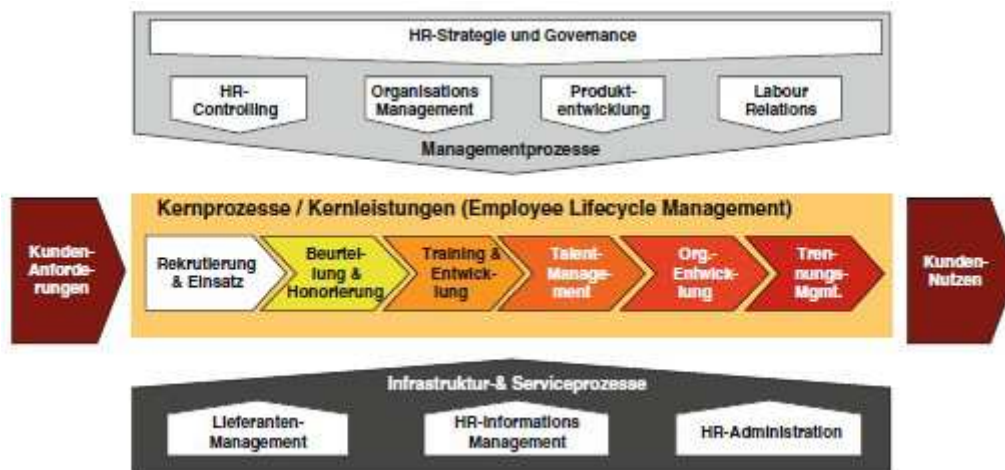 HR-Strategie und Governance
HR-
Controlling
Organisations
Management
Produkt-
entwicklung
Labour
Relations
Managementprozesse
Kunden-
Anforde-
rungen
Kernprozesse / Kernleistungen (Employee Lifecycle Management)
Rekrutierung
& Einsatz
Beurtei-
lung &
Honorierung
Training &
Entwick-
lung
Talent-
Manage-
ment
Org.-
Entwick-
lung
Tren-
nungs-
Mgmt.
Kunden-
Nutzen
Infrastruktur-& Serviceprozesse
Lieferanten-
Management
HR-Informations
Management
HR-Administration